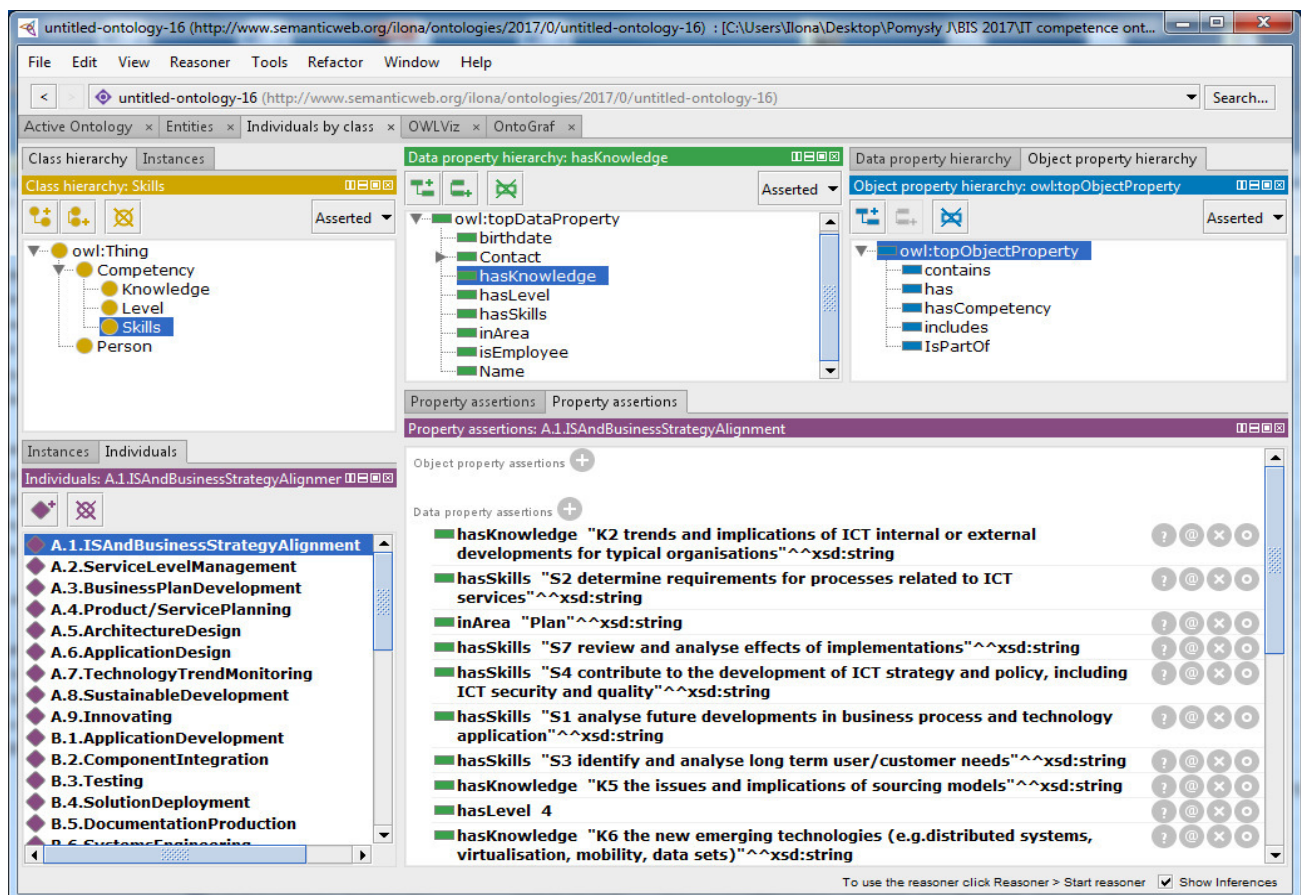 untitled-ontology-16 (http://www.semanticweb.org/ilona/ontologies/2017/0/untitled-ontology-16) : [C:\Users\Ilona\Desktop\Pomysły J\BIS 2017\IT competence ont...
File Edit View Reasoner Tools Refactor Window Help
< > untitled-ontology-16 (http://www.semanticweb.org/ilona/ontologies/2017/0/untitled-ontology-16) Search...
Active Ontology × Entities × Individuals by class × OWLViz × OntoGraf ×
Class hierarchy Instances
Class hierarchy: Skills
Asserted
owl:Thing
Competency
Knowledge
Level
Skills
Person
Data property hierarchy: hasKnowledge
Asserted
owl:topDataProperty
birthdate
Contact
hasKnowledge
hasLevel
hasSkills
inArea
isEmployee
Name
Data property hierarchy Object property hierarchy
Object property hierarchy: owl:topObjectProperty
Asserted
owl:topObjectProperty
contains
has
hasCompetency
includes
IsPartOf
Instances Individuals
Individuals: A.1.ISAndBusinessStrategyAlignmer
A.1.ISAndBusinessStrategyAlignment
A.2.ServiceLevelManagement
A.3.BusinessPlanDevelopment
A.4.Product/ServicePlanning
A.5.ArchitectureDesign
A.6.ApplicationDesign
A.7.TechnologyTrendMonitoring
A.8.SustainableDevelopment
A.9.Innovating
B.1.ApplicationDevelopment
B.2.ComponentIntegration
B.3.Testing
B.4.SolutionDeployment
B.5.DocumentationProduction
B.6.SystemsEngineering
Property assertions Property assertions
Property assertions: A.1.ISAndBusinessStrategyAlignment
Object property assertions
Data property assertions
hasKnowledge "K2 trends and implications of ICT internal or external
developments for typical organisations"^^xsd:string
hasSkills "S2 determine requirements for processes related to ICT
services"^^xsd:string
inArea "Plan"^^xsd:string
hasSkills "S7 review and analyse effects of implementations"^^xsd:string
hasSkills "S4 contribute to the development of ICT strategy and policy, including
ICT security and quality"^^xsd:string
hasSkills "S1 analyse future developments in business process and technology
application"^^xsd:string
hasSkills "S3 identify and analyse long term user/customer needs"^^xsd:string
hasKnowledge "K5 the issues and implications of sourcing models"^^xsd:string
hasLevel 4
hasKnowledge "K6 the new emerging technologies (e.g.distributed systems,
virtualisation, mobility, data sets)"^^xsd:string
To use the reasoner click Reasoner > Start reasoner Show Inferences